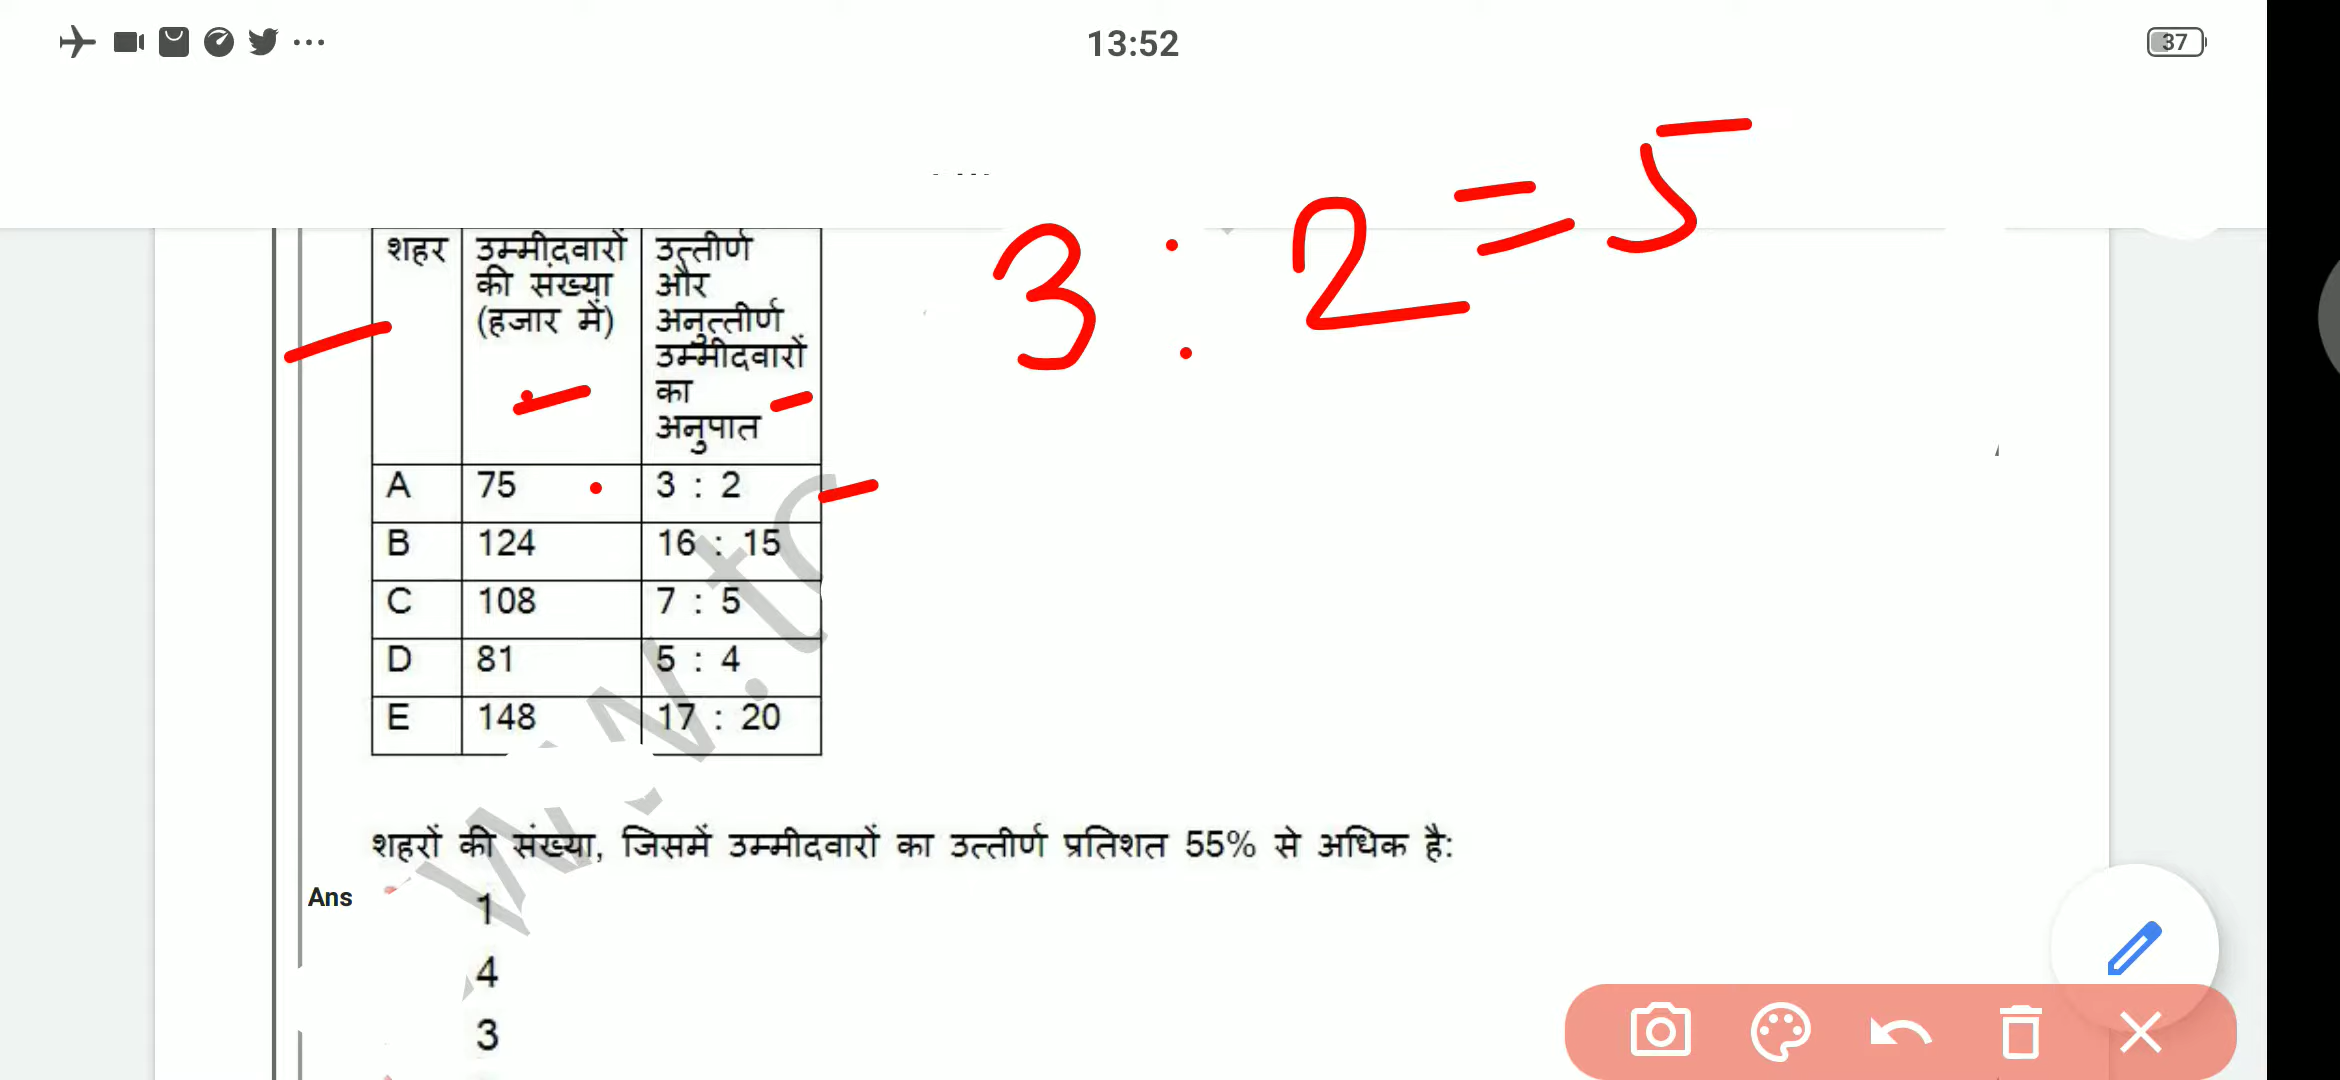 13:52
37
3 : 2 = 5
शहर उम्मीदवारों की संख्या (हजार में) उत्तीर्ण और अनुत्तीर्ण उम्मीदवारों का अनुपात
A 75 3 : 2
B 124 16 : 15
C 108 7 : 5
D 81 5 : 4
E 148 17 : 20
शहरों की संख्या, जिसमें उम्मीदवारों का उत्तीर्ण प्रतिशत 55% से अधिक है:
Ans 1
4
3